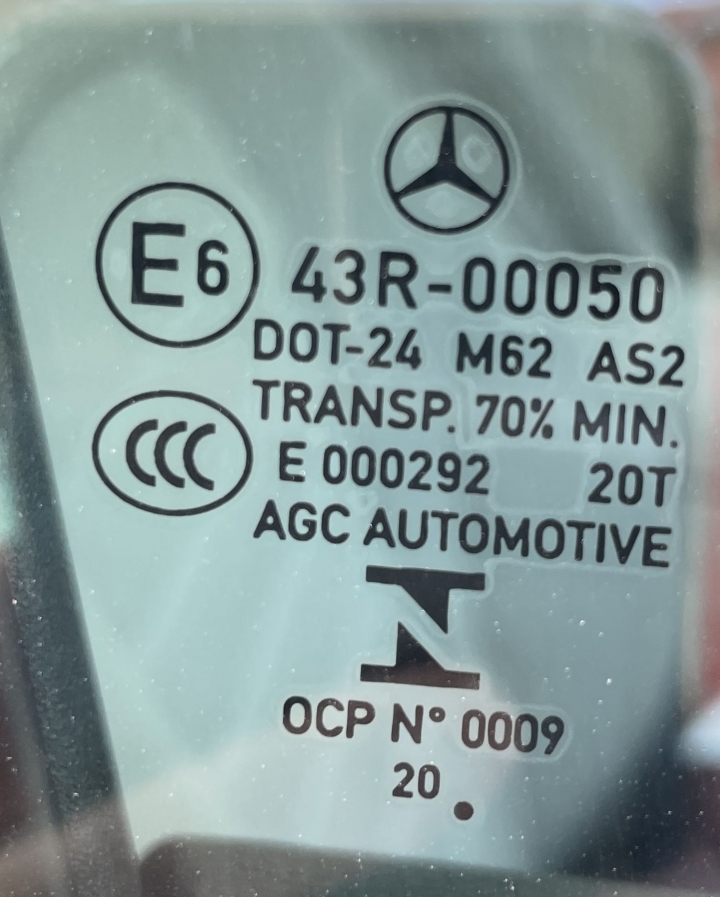 E6 43R-00050
DOT-24 M62 AS2
TRANSP. 70% MIN.
CCC E 000292 20T
AGC AUTOMOTIVE
OCP N° 0009
20 .